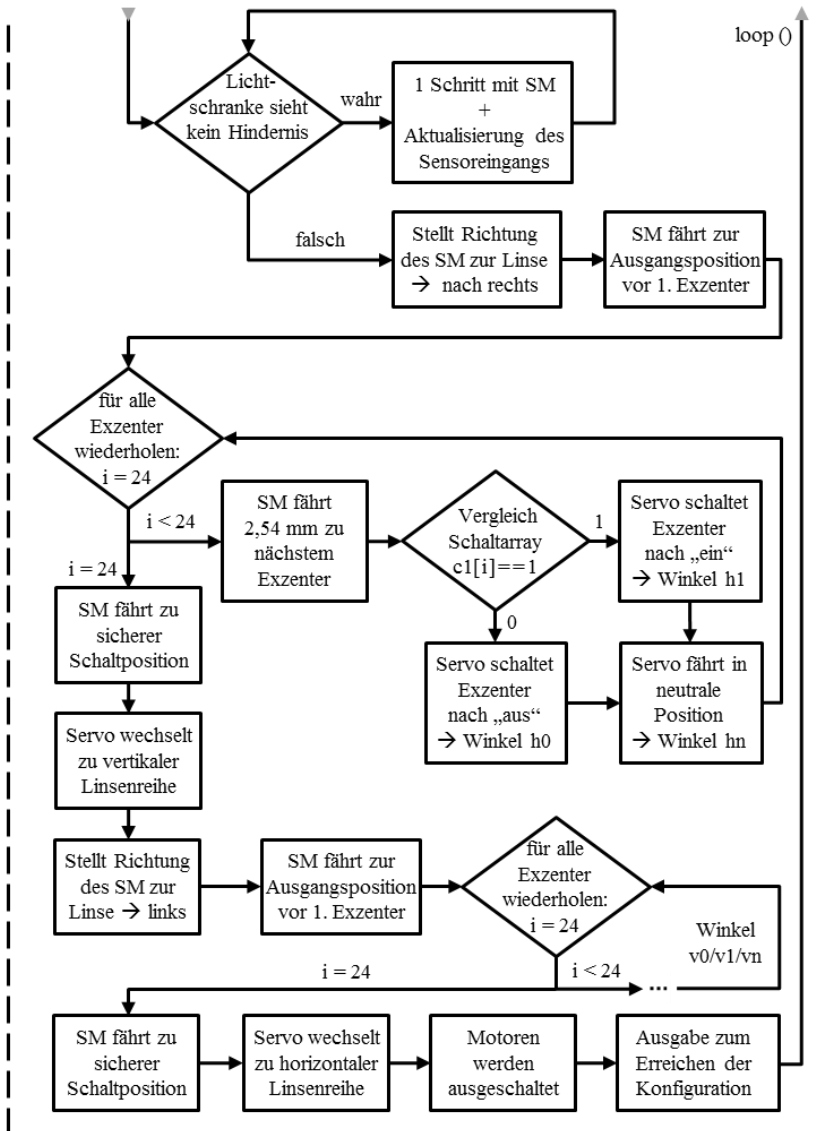 loop ()
Licht-
schranke sieht
kein Hindernis
wahr
1 Schritt mit SM
+
Aktualisierung des
Sensoreingangs
falsch
Stellt Richtung
des SM zur Linse
→ nach rechts
SM fährt zur
Ausgangsposition
vor 1. Exzenter
für alle
Exzenter
wiederholen:
i = 24
i < 24
SM fährt
2,54 mm zu
nächstem
Exzenter
Vergleich
Schaltarray
c1[i]==1
1
Servo schaltet
Exzenter
nach „ein“
→ Winkel h1
0
Servo schaltet
Exzenter
nach „aus“
→ Winkel h0
Servo fährt in
neutrale
Position
→ Winkel hn
i = 24
SM fährt zu
sicherer
Schaltposition
Servo wechselt
zu vertikaler
Linsenreihe
Stellt Richtung
des SM zur
Linse → links
SM fährt zur
Ausgangsposition
vor 1. Exzenter
für alle
Exzenter
wiederholen:
i = 24
Winkel
v0/v1/vn
i < 24
...
i = 24
SM fährt zu
sicherer
Schaltposition
Servo wechselt
zu horizontaler
Linsenreihe
Motoren
werden
ausgeschaltet
Ausgabe zum
Erreichen der
Konfiguration